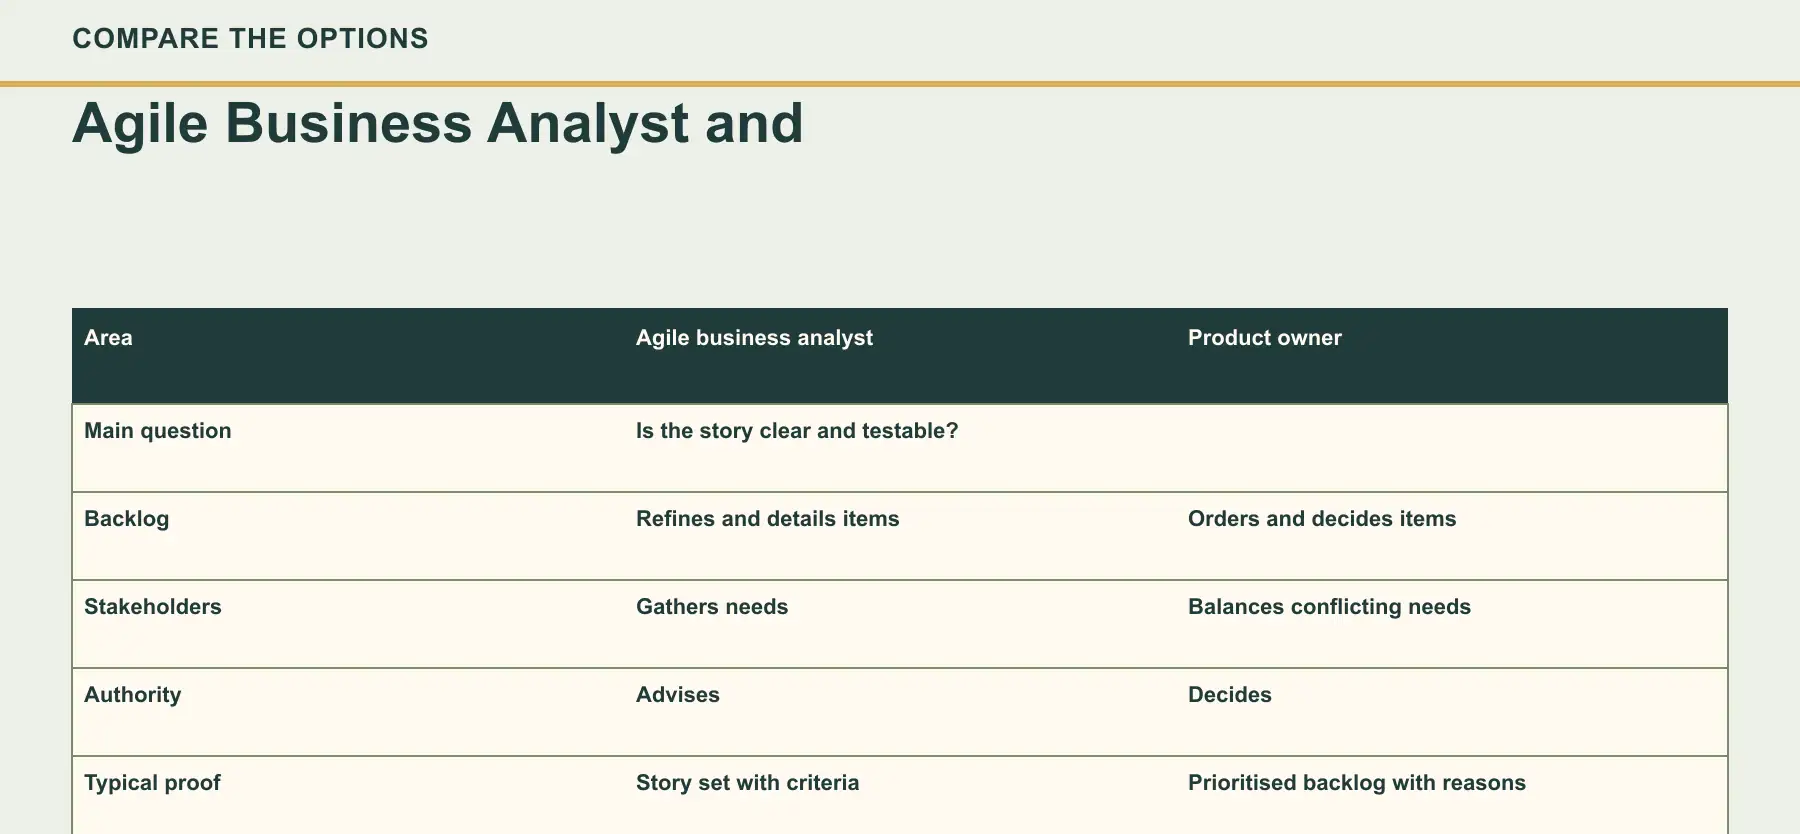 COMPARE THE OPTIONS
Agile Business Analyst and
Area Agile business analyst Product owner
Main question Is the story clear and testable?
Backlog Refines and details items Orders and decides items
Stakeholders Gathers needs Balances conflicting needs
Authority Advises Decides
Typical proof Story set with criteria Prioritised backlog with reasons